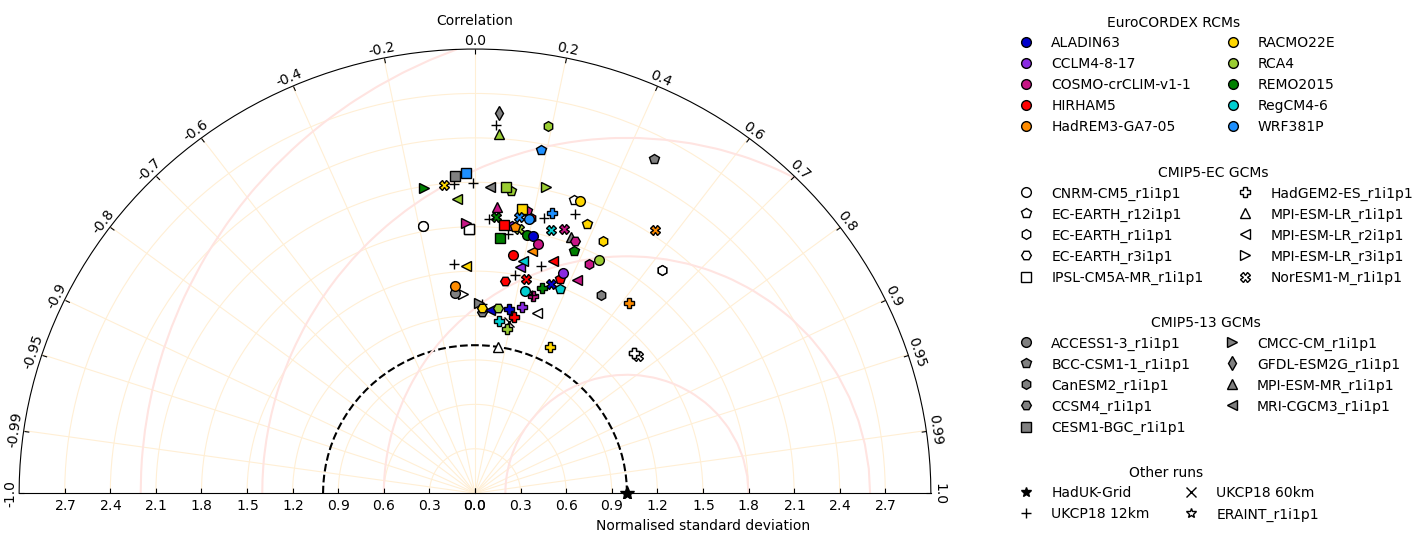 Correlation
-1.0
-0.99
-0.95
-0.9
-0.8
-0.7
-0.6
-0.4
-0.2
0.0
0.2
0.4
0.6
0.7
0.8
0.9
0.95
0.99
1.0
2.7 2.4 2.1 1.8 1.5 1.2 0.9 0.6 0.3 0.0 0.3 0.6 0.9 1.2 1.5 1.8 2.1 2.4 2.7
Normalised standard deviation
EuroCORDEX RCMs
ALADIN63
CCLM4-8-17
COSMO-crCLIM-v1-1
HIRHAM5
HadREM3-GA7-05
RACMO22E
RCA4
REMO2015
RegCM4-6
WRF381P
CMIP5-EC GCMs
CNRM-CM5_r1i1p1
EC-EARTH_r12i1p1
EC-EARTH_r1i1p1
EC-EARTH_r3i1p1
IPSL-CM5A-MR_r1i1p1
HadGEM2-ES_r1i1p1
MPI-ESM-LR_r1i1p1
MPI-ESM-LR_r2i1p1
MPI-ESM-LR_r3i1p1
NorESM1-M_r1i1p1
CMIP5-13 GCMs
ACCESS1-3_r1i1p1
BCC-CSM1-1_r1i1p1
CanESM2_r1i1p1
CCSM4_r1i1p1
CESM1-BGC_r1i1p1
CMCC-CM_r1i1p1
GFDL-ESM2G_r1i1p1
MPI-ESM-MR_r1i1p1
MRI-CGCM3_r1i1p1
Other runs
HadUK-Grid
UKCP18 12km
UKCP18 60km
ERAINT_r1i1p1